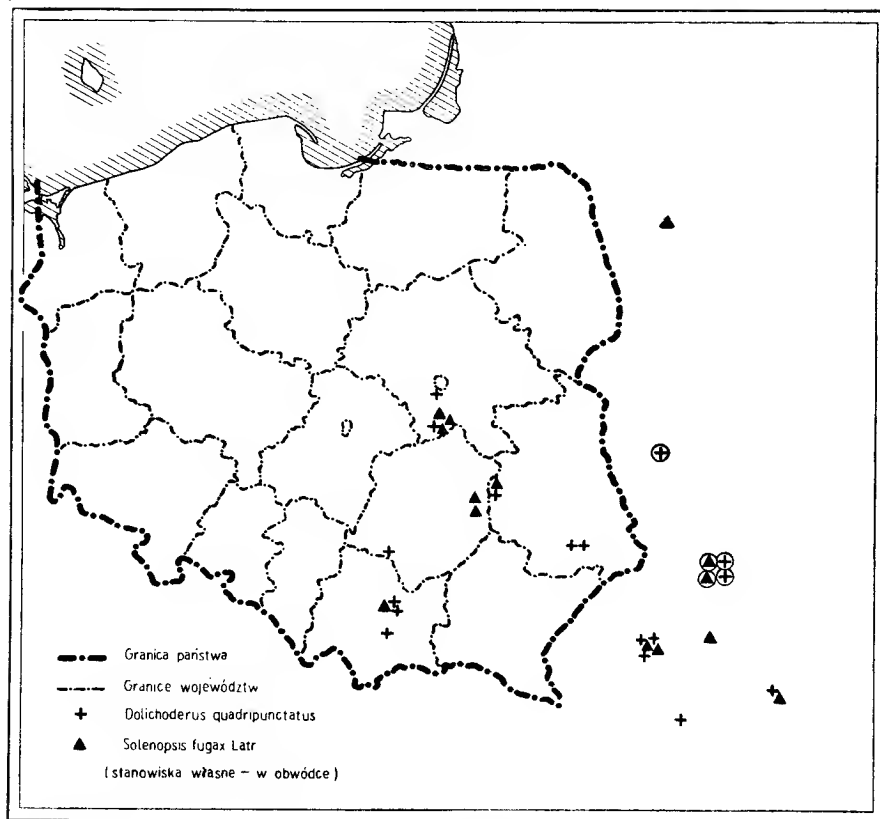 Granica państwa
Granice województw
Dolichoderus quadripunctatus
Solenopsis fugax Latr
(stanowiska własne – w obwódce)